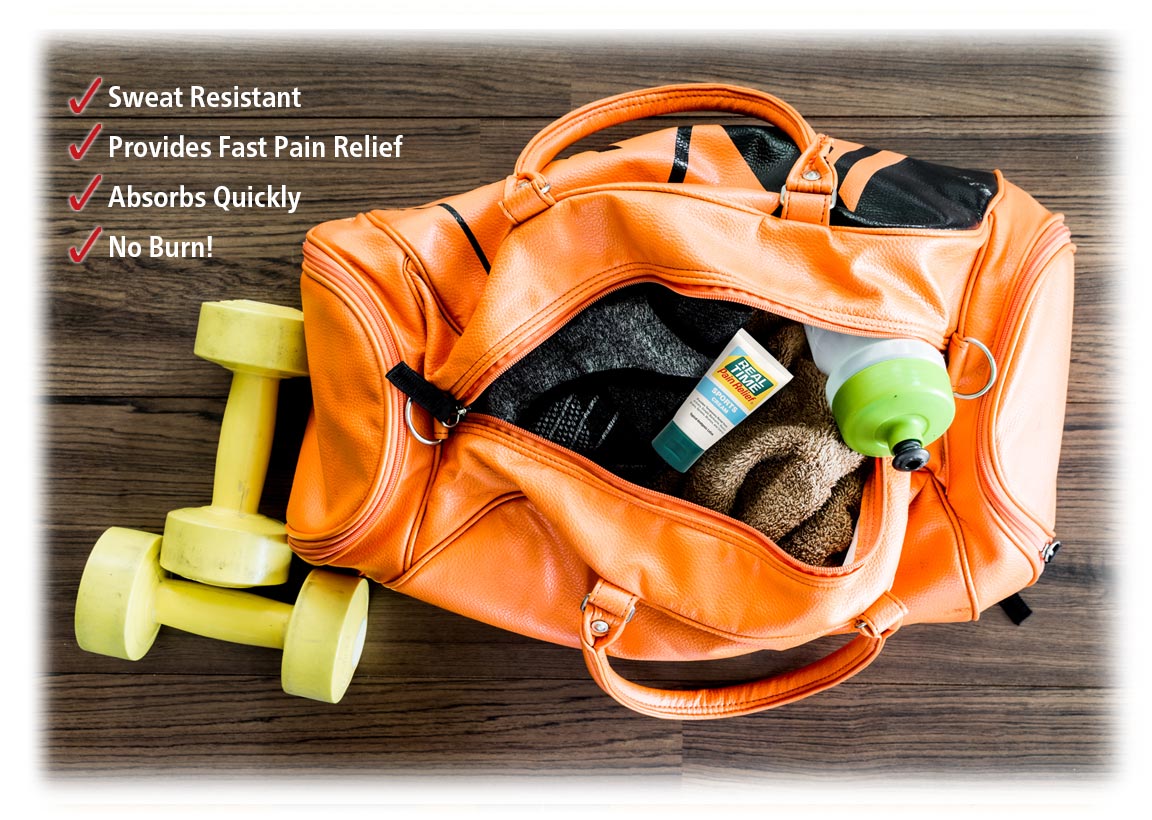 Sweat Resistant
Provides Fast Pain Relief
Absorbs Quickly
No Burn!
REAL
TIME
Pain Relief
SPORTS
CREAM